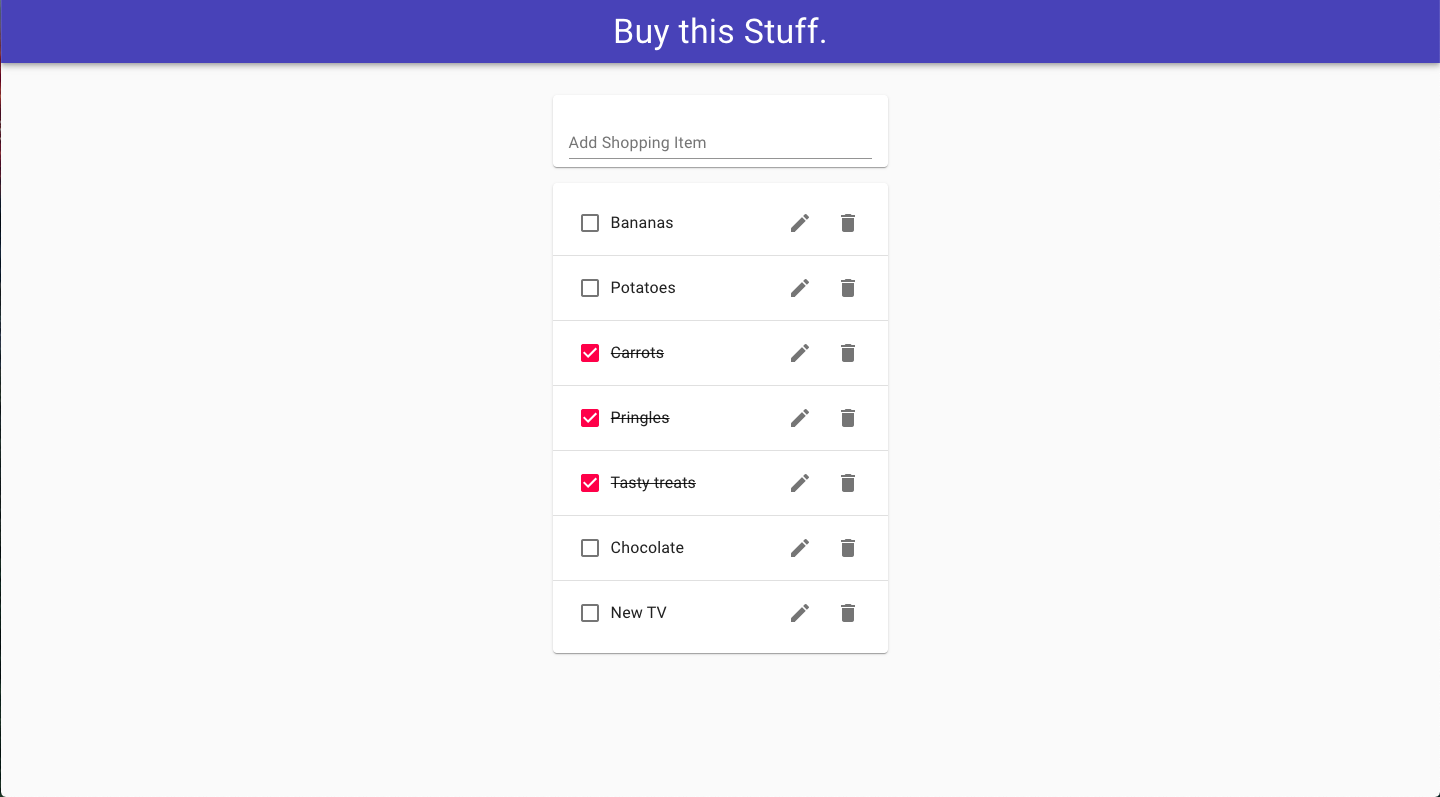 Buy this Stuff.
Add Shopping Item
Bananas
Potatoes
Carrots
Pringles
Tasty treats
Chocolate
New TV